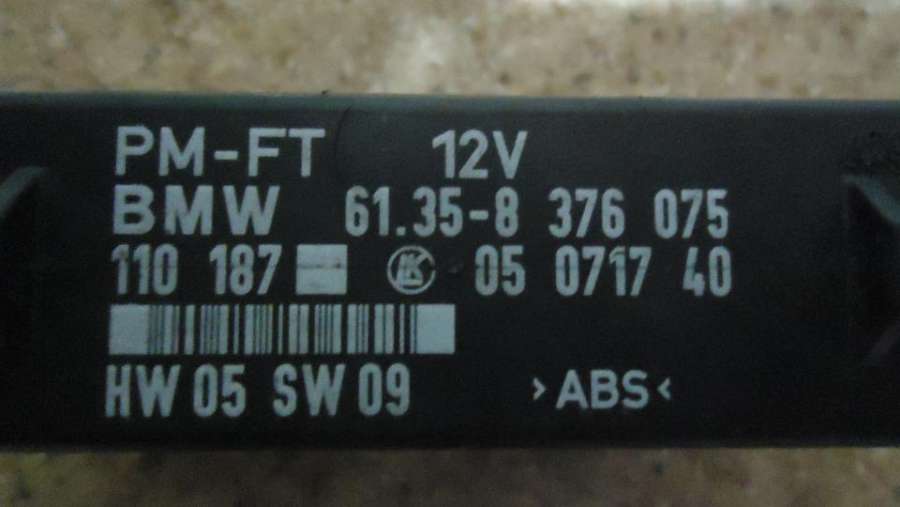 PM-FT 12V
BMW 61.35-8 376 075
110 187 05 0717 40
HW 05 SW 09 >ABS<